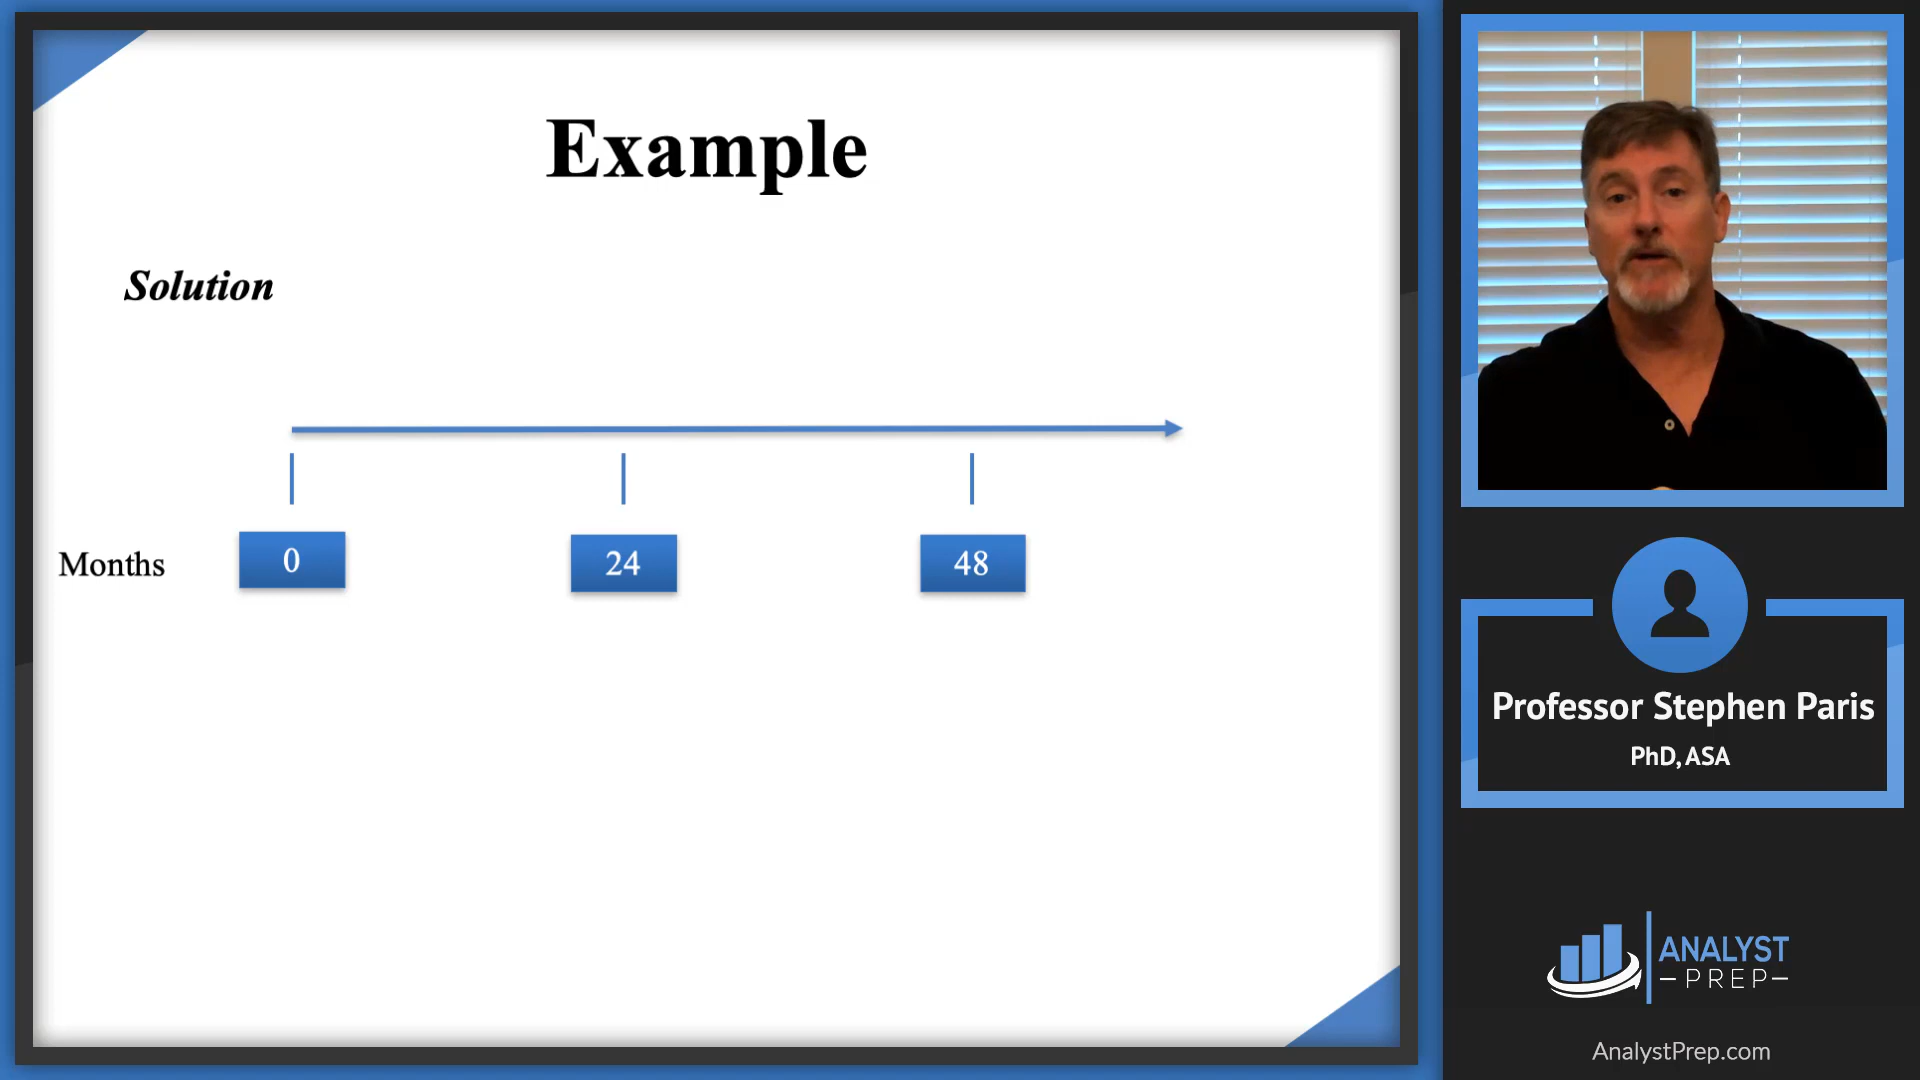 Example
Solution
Months 0 24 48
Professor Stephen Paris
PhD, ASA
ANALYST
PREP
AnalystPrep.com